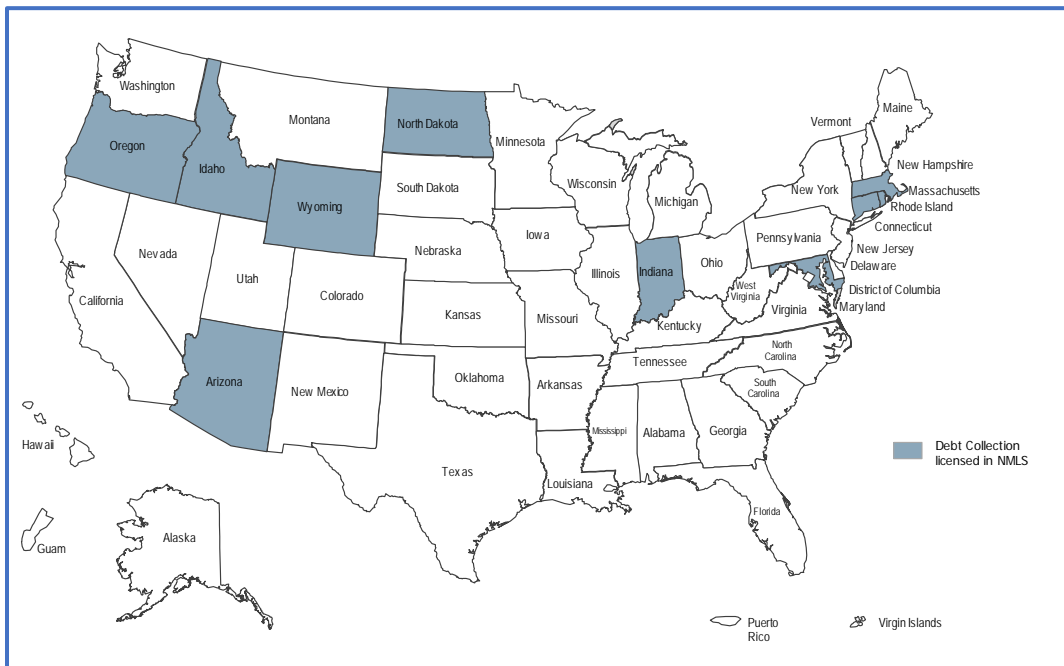 Washington
Montana
North Dakota
Minnesota
Vermont
Maine
Oregon
Idaho
Wyoming
South Dakota
Wisconsin
Michigan
New York
New Hampshire
Massachusetts
Rhode Island
Connecticut
New Jersey
Delaware
District of Columbia
Maryland
Nevada
Utah
Colorado
Nebraska
Iowa
Illinois
Indiana
Ohio
Pennsylvania
West
Virginia
Virginia
California
Kansas
Missouri
Kentucky
North
Carolina
Tennessee
South
Carolina
Arizona
New Mexico
Oklahoma
Arkansas
Mississippi
Alabama
Georgia
Texas
Louisiana
Florida
Hawaii
Guam
Alaska
Debt Collection
licensed in NMLS
Puerto
Rico
Virgin Islands